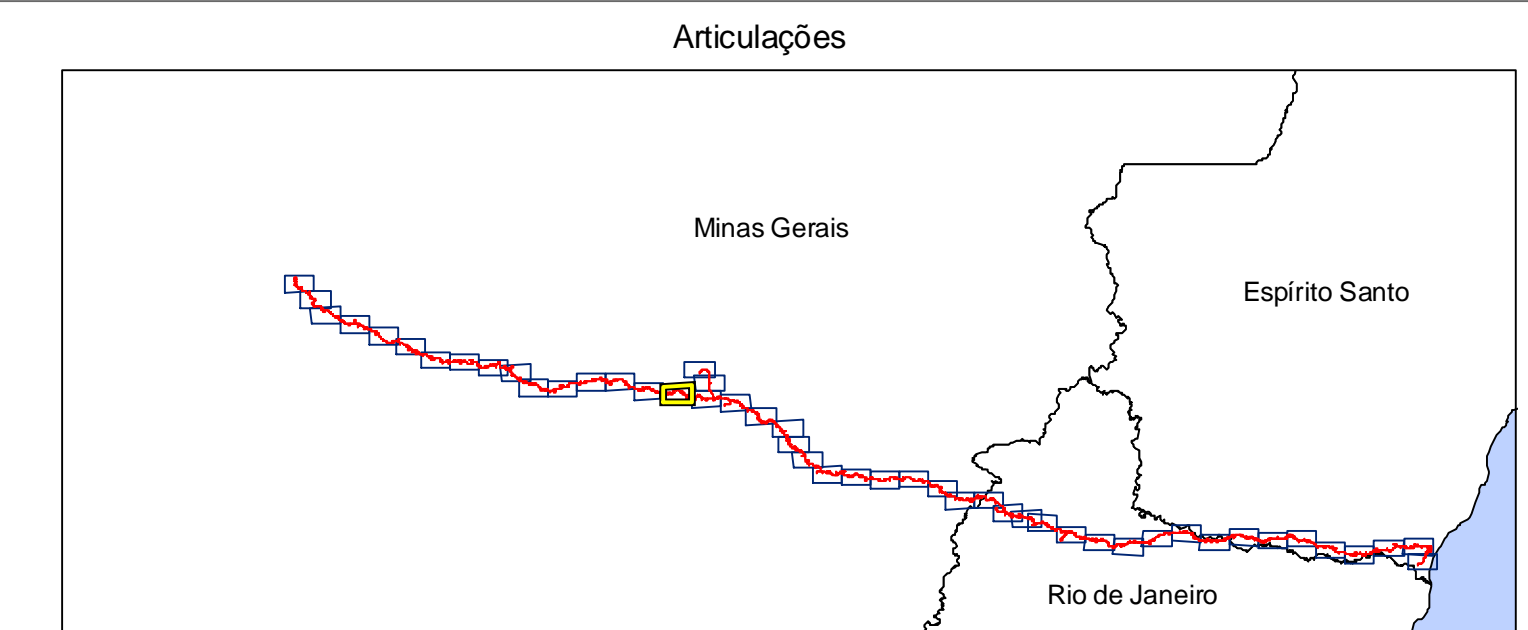 Articulações
Minas Gerais
Espírito Santo
Rio de Janeiro